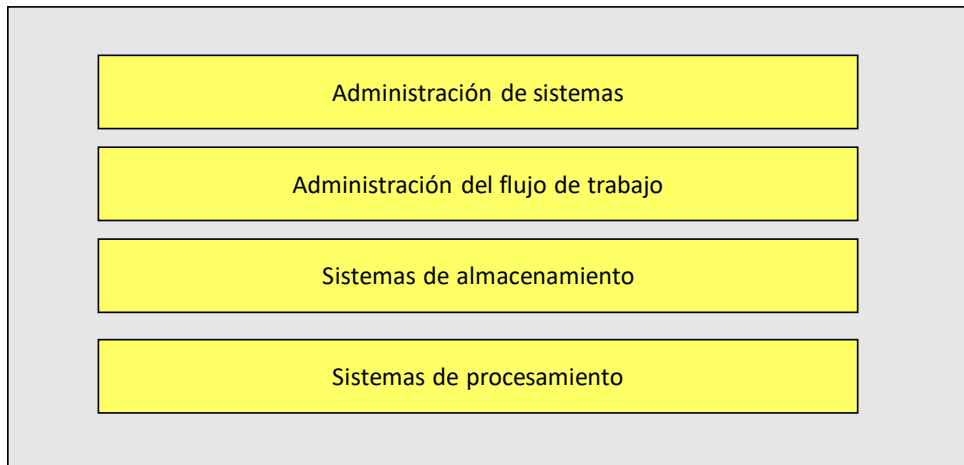 Administración de sistemas
Administración del flujo de trabajo
Sistemas de almacenamiento
Sistemas de procesamiento